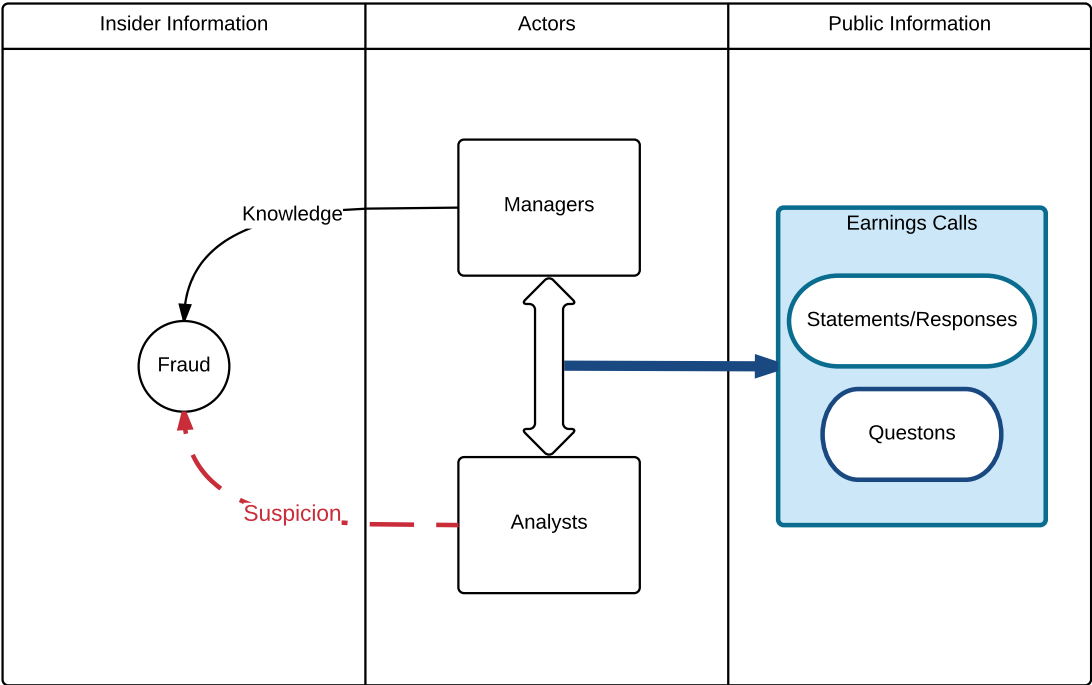 Insider Information
Actors
Public Information
Managers
Knowledge
Earnings Calls
Statements/Responses
Fraud
Questons
Suspicion
Analysts